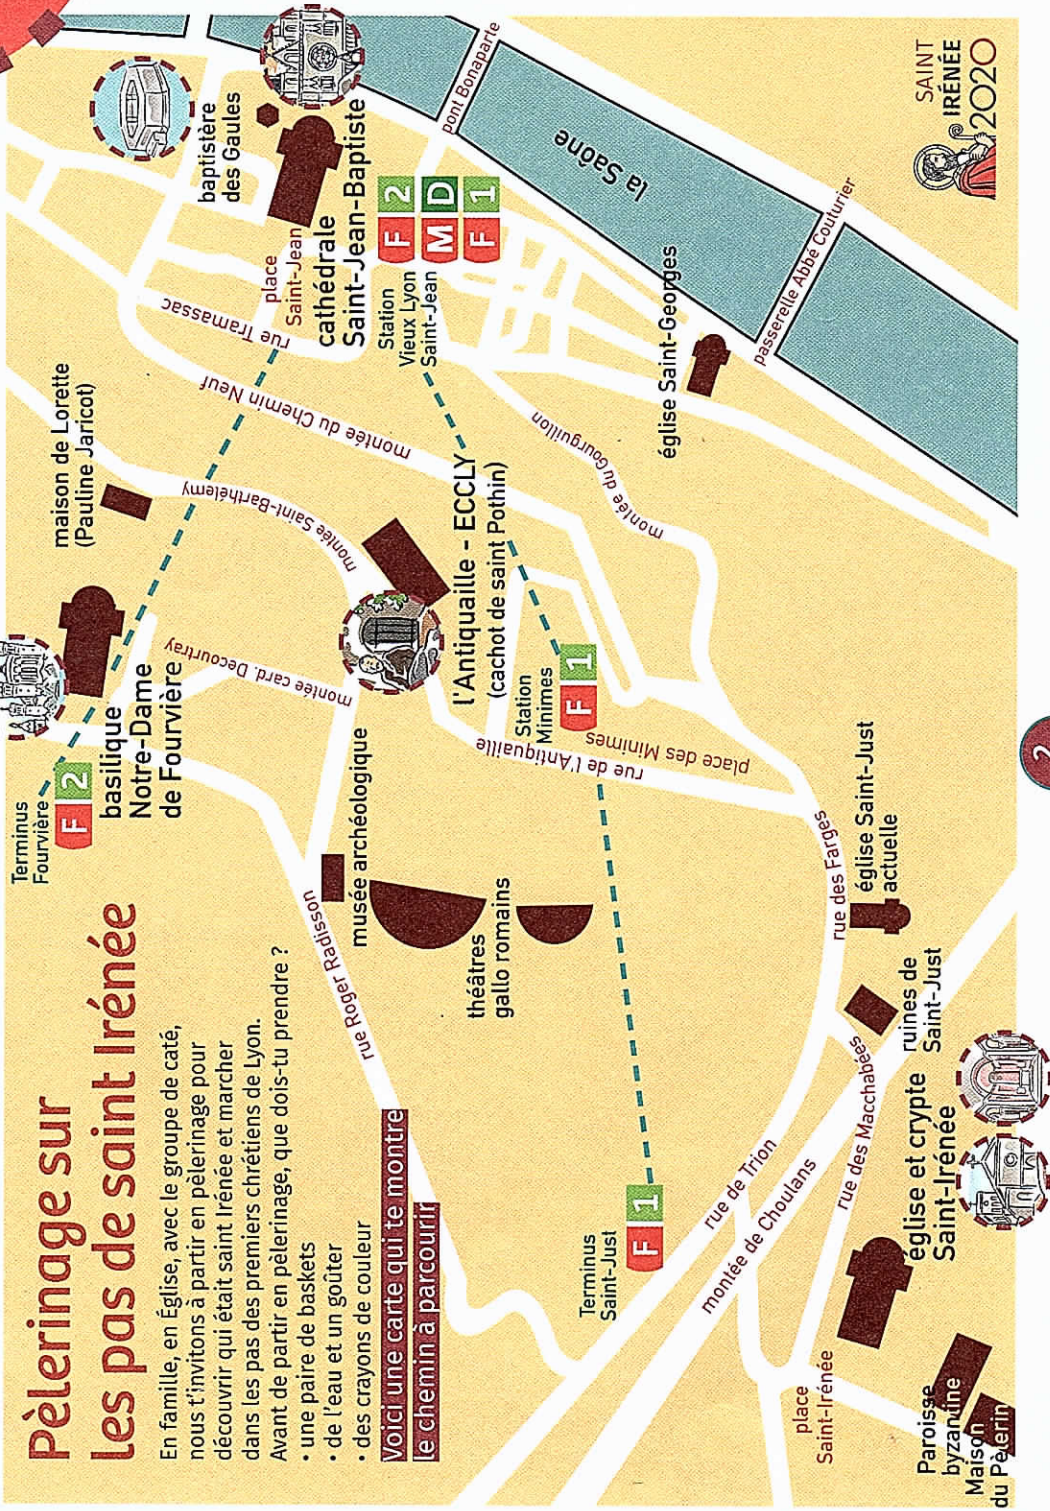 Pèlerinage sur
les pas de saint Irénée
En famille, en Église, avec le groupe de caté,
nous t'invitons à partir en pèlerinage pour
découvrir qui était saint Irénée et marcher
dans les pas des premiers chrétiens de Lyon.
Avant de partir en pèlerinage, que dois-tu prendre ?
• une paire de baskets
• de l'eau et un goûter
• des crayons de couleur
Voici une carte qui te montre
le chemin à parcourir
Terminus
Fourvière
F 2
basilique
Notre-Dame
de Fourvière
maison de Lorette
(Pauline Jaricot)
baptistère
des Gaules
place
Saint-Jean
cathédrale
Saint-Jean-Baptiste
rue Tramassac
montée du Chemin Neuf
montée Saint-Barthélemy
montée card. Decourtray
Station
Vieux Lyon
Saint-Jean
F 2
M D
F 1
pont Bonaparte
la Saône
passerelle Abbé Couturier
église Saint-Georges
montée du Gourguillon
l'Antiquaille - ECCLY
(cachot de saint Pothin)
Station
Minimes
F 1
rue de l'Antiquaille
place des Minimes
musée archéologique
rue Roger Radisson
théâtres
gallo romains
rue des Farges
église Saint-Just
actuelle
ruines de
Saint-Just
Terminus
Saint-Just
F 1
rue de Trion
montée de Choulans
rue des Macchabées
église et crypte
Saint-Irénée
place
Saint-Irénée
Paroisse
byzantine
Maison
du Pèlerin
SAINT
IRÉNÉE
2020
2